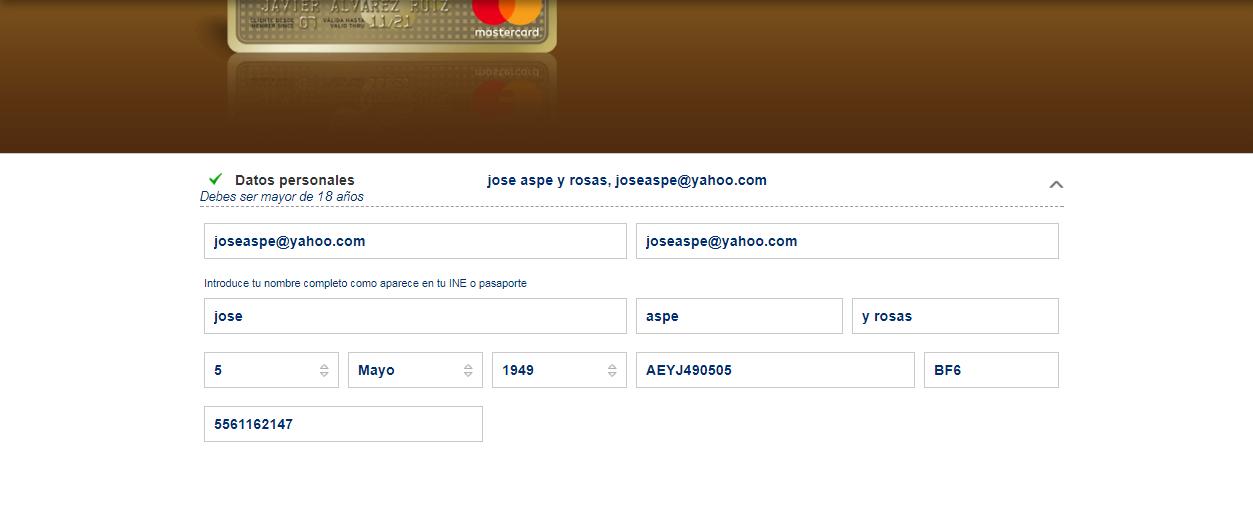 JAVIER ALVAREZ RUIZ
CLIENTE DESDE
MEMBER SINCE 07 VÁLIDA HASTA
VALID THRU 11/21
mastercard
Datos personales jose aspe y rosas, joseaspe@yahoo.com
Debes ser mayor de 18 años
joseaspe@yahoo.com joseaspe@yahoo.com
Introduce tu nombre completo como aparece en tu INE o pasaporte
jose aspe y rosas
5 Mayo 1949 AEYJ490505 BF6
5561162147